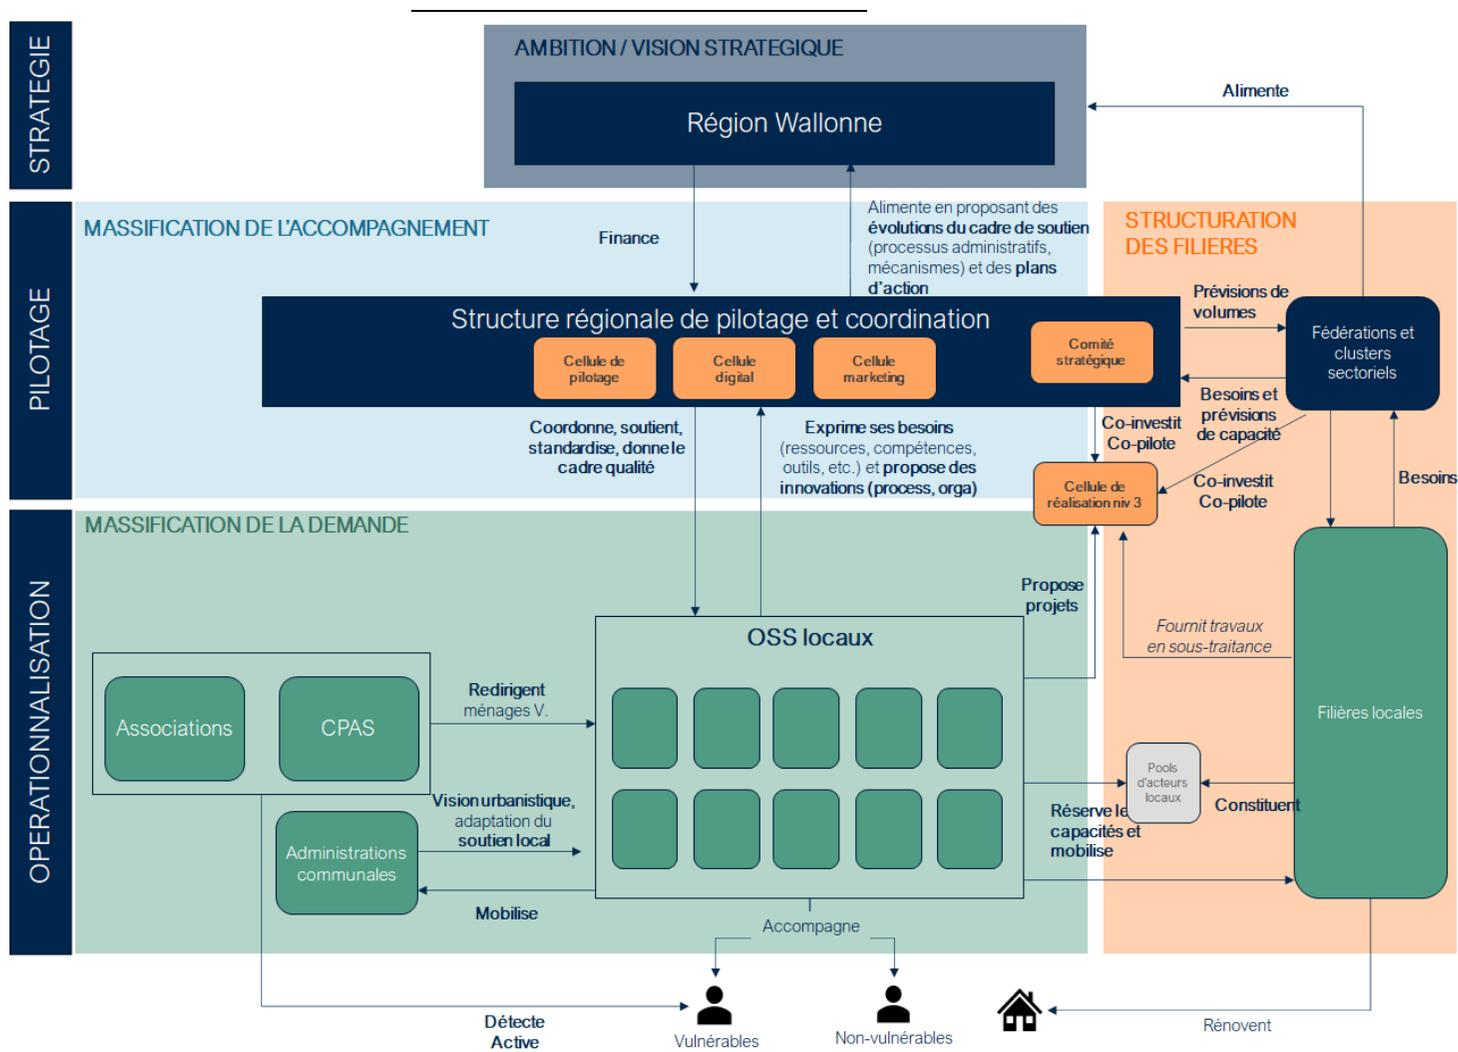 STRATEGIE
AMBITION / VISION STRATEGIQUE
Région Wallonne
Alimente
PILOTAGE
MASSIFICATION DE L'ACCOMPAGNEMENT
Finance
Alimente en proposant des
évolutions du cadre de soutien
(processus administratifs,
mécanismes) et des plans
d'action
STRUCTURATION
DES FILIERES
Structure régionale de pilotage et coordination
Cellule de
pilotage
Cellule
digital
Cellule
marketing
Comité
stratégique
Prévisions de
volumes
Fédérations et
clusters
sectoriels
Besoins et
prévisions
de capacité
Coordonne, soutient,
standardise, donne le
cadre qualité
Exprime ses besoins
(ressources, compétences,
outils, etc.) et propose des
innovations (process, orga)
Co-investit
Co-pilote
Cellule de
réalisation niv 3
Co-investit
Co-pilote
Besoins
OPERATIONNALISATION
MASSIFICATION DE LA DEMANDE
Propose
projets
OSS locaux
Fournit travaux
en sous-traitance
Associations
CPAS
Redirigent
ménages V.
Filières locales
Pools
d'acteurs
locaux
Constituent
Vision urbanistique,
adaptation du
soutien local
Réserve le
capacités et
mobilise
Administrations
communales
Mobilise
Accompagne
Détecte
Active
Vulnérables
Non-vulnérables
Rénovent